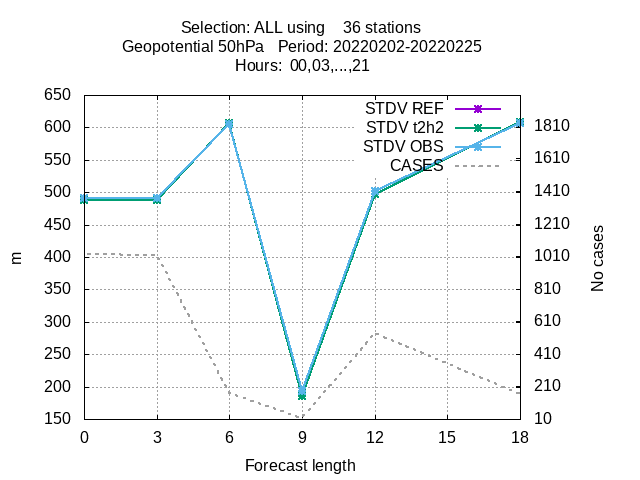 Selection: ALL using    36 stations
Geopotential 50hPa   Period: 20220202-20220225
Hours:  00,03,...,21
STDV REF
STDV t2h2
STDV OBS
CASES
650
600
550
500
450
400
350
300
250
200
150
1810
1610
1410
1210
1010
810
610
410
210
10
m
No cases
0 3 6 9 12 15 18
Forecast length